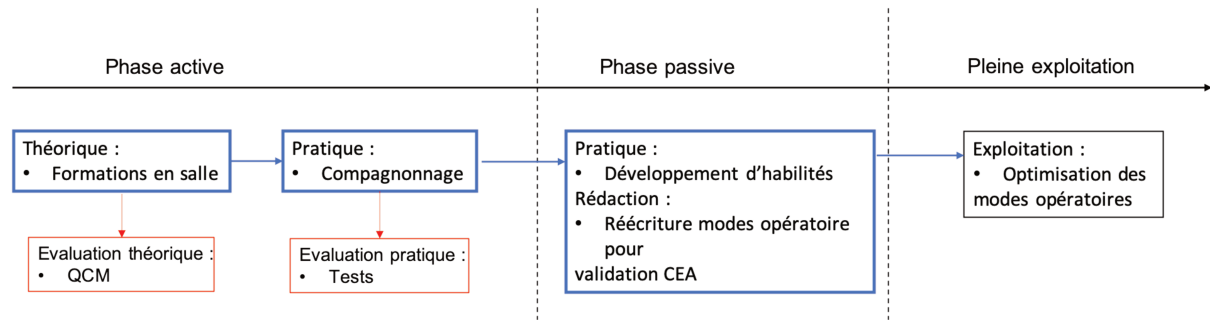 Phase active
Phase passive
Pleine exploitation
Théorique :
• Formations en salle
Pratique :
• Compagnonnage
Pratique :
• Développement d’habilités
Rédaction :
• Réécriture modes opératoire
pour
validation CEA
Exploitation :
• Optimisation des
modes opératoires
Evaluation théorique :
• QCM
Evaluation pratique :
• Tests